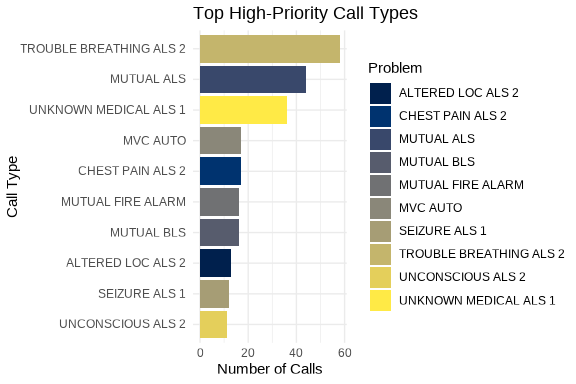 Top High-Priority Call Types
Call Type
TROUBLE BREATHING ALS 2
MUTUAL ALS
UNKNOWN MEDICAL ALS 1
MVC AUTO
CHEST PAIN ALS 2
MUTUAL FIRE ALARM
MUTUAL BLS
ALTERED LOC ALS 2
SEIZURE ALS 1
UNCONSCIOUS ALS 2
0 20 40 60
Number of Calls
Problem
ALTERED LOC ALS 2
CHEST PAIN ALS 2
MUTUAL ALS
MUTUAL BLS
MUTUAL FIRE ALARM
MVC AUTO
SEIZURE ALS 1
TROUBLE BREATHING ALS 2
UNCONSCIOUS ALS 2
UNKNOWN MEDICAL ALS 1